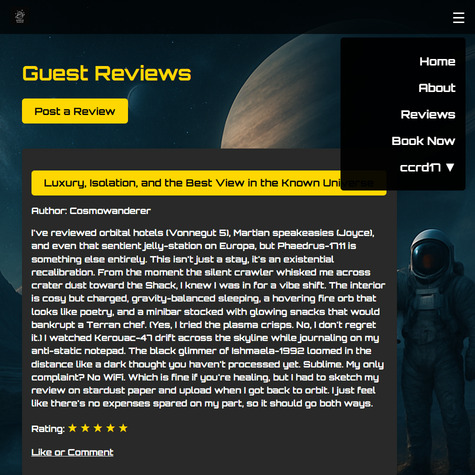 ☰
Guest Reviews
Home
Post a Review
About
Reviews
Book Now
ccrd17 ▼
Luxury, Isolation, and the Best View in the Known Universe
Author: Cosmowanderer
I've reviewed orbital hotels (Vonnegut 5), Martian speakeasies (Joyce),
and even that sentient jelly-station on Europa, but Phaedrus-1711 is
something else entirely. This isn't just a stay, it's an existential
recalibration. From the moment the silent crawler whisked me across
crater dust toward the Shack, I knew I was in for a vibe shift. The interior
is cosy but charged, gravity-balanced sleeping, a hovering fire orb that
looks like poetry, and a minibar stocked with glowing snacks that would
bankrupt a Terran chef. (Yes, I tried the plasma crisps. No, I don't regret
it.) I watched Kerouac-47 drift across the skyline while journaling on my
anti-static notepad. The black glimmer of Ishmaela-1992 loomed in the
distance like a dark thought you haven't processed yet. Sublime. My only
complaint? No WiFi. Which is fine if you're healing, but I had to sketch my
review on stardust paper and upload when I got back to orbit. I just feel
like there's no expenses spared on my part, so it should go both ways.
Rating: ★ ★ ★ ★ ★
Like or Comment